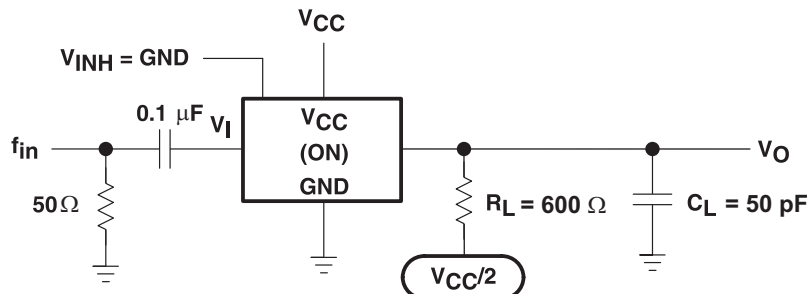 VCC
VINH = GND
0.1 μF
VI
VCC
(ON)
GND
fin
VO
50Ω
RL = 600 Ω
CL = 50 pF
VCC/2